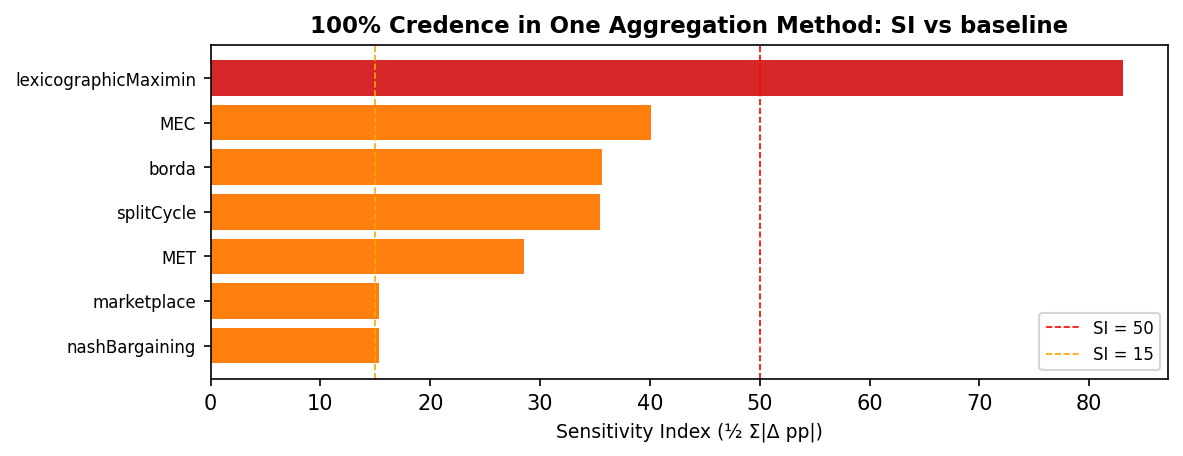 100% Credence in One Aggregation Method: SI vs baseline
lexicographicMaximin
MEC
borda
splitCycle
MET
marketplace
nashBargaining
SI = 50
SI = 15
0 10 20 30 40 50 60 70 80
Sensitivity Index (½ Σ|Δ pp|)